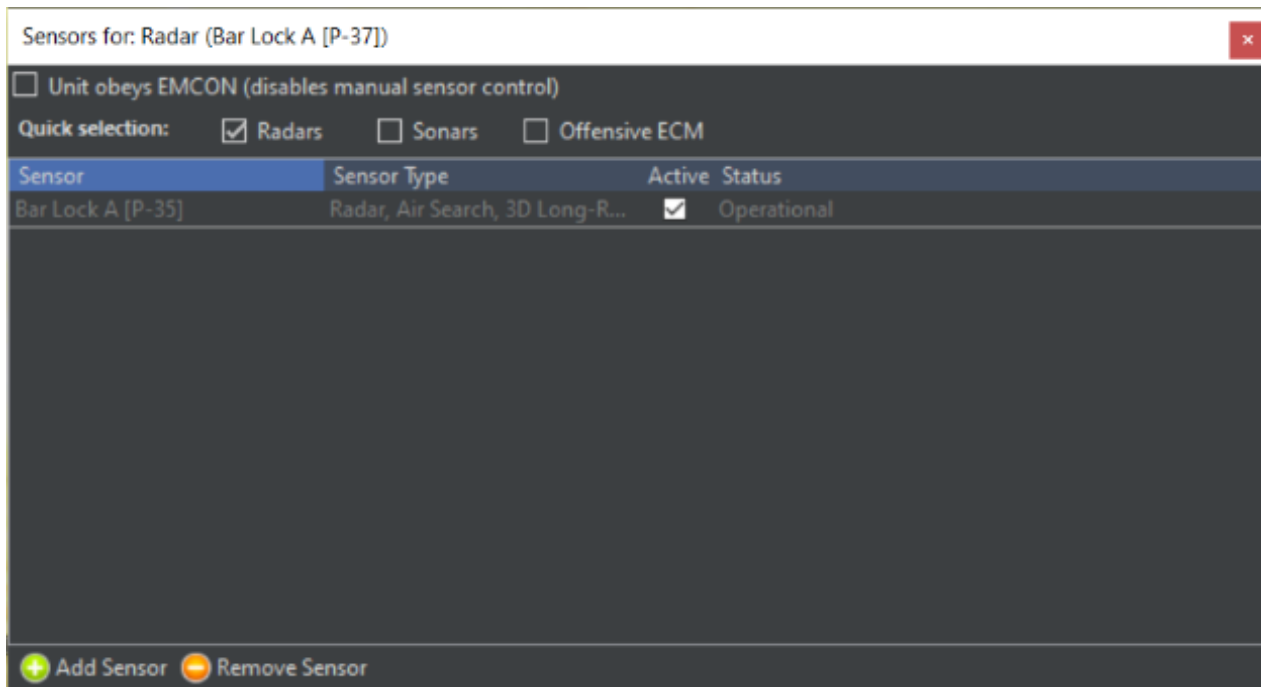 Sensors for: Radar (Bar Lock A [P-37])
Unit obeys EMCON (disables manual sensor control)
Quick selection: Radars Sonars Offensive ECM
Sensor Sensor Type Active Status
Bar Lock A [P-35] Radar, Air Search, 3D Long-R... Operational
Add Sensor Remove Sensor